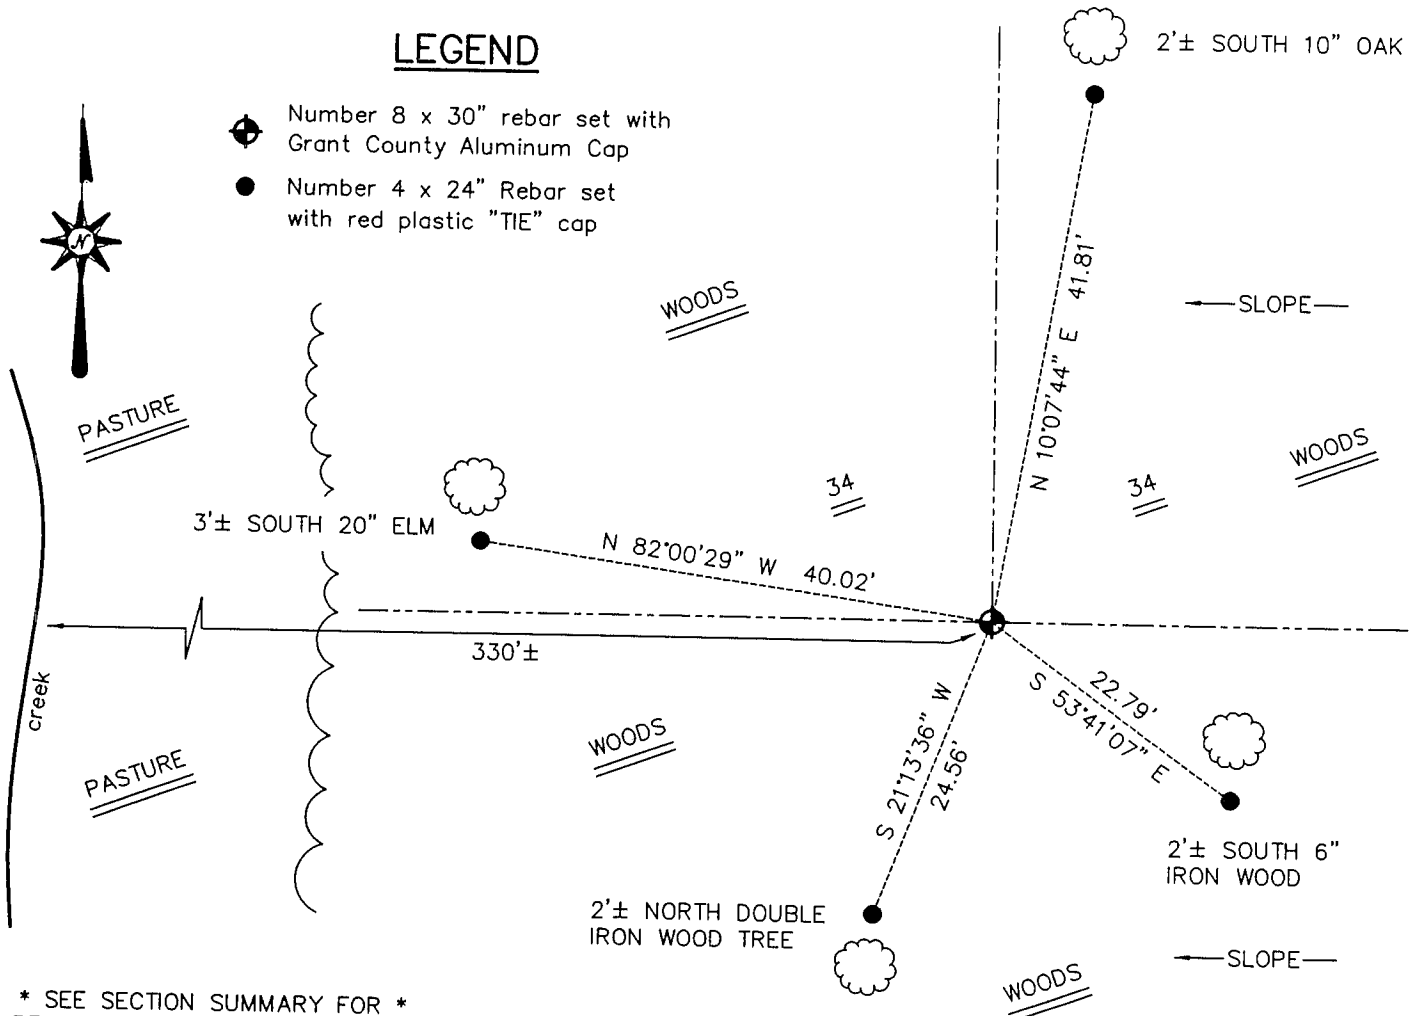 LEGEND
Number 8 x 30" rebar set with
Grant County Aluminum Cap
Number 4 x 24" Rebar set
with red plastic "TIE" cap
N
2'± SOUTH 10" OAK
N 10°07'44" E 41.81'
WOODS
SLOPE
PASTURE
WOODS
34
34
3'± SOUTH 20" ELM
N 82°00'29" W 40.02'
330'±
creek
22.79'
S 53°41'07" E
S 21°13'36" W
24.56'
WOODS
PASTURE
2'± SOUTH 6"
IRON WOOD
2'± NORTH DOUBLE
IRON WOOD TREE
SLOPE
WOODS
* SEE SECTION SUMMARY FOR *